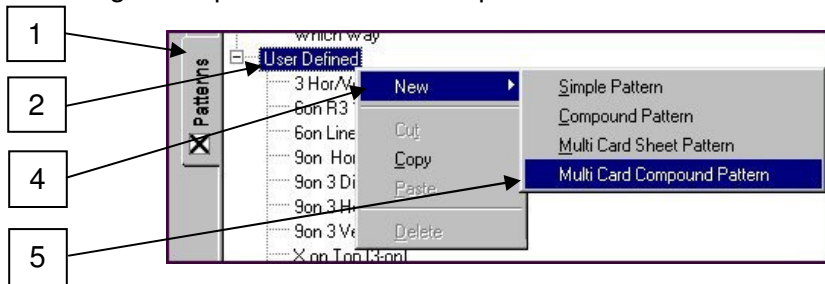 1
2
4
5
Patterns
Which Way
User Defined
3 Hor/V
6on R3
6on Line
9on Hor
9on 3 Di
9on 3 H
9on 3 Ve
X on Top [3-on]
New
Cut
Copy
Paste
Delete
Simple Pattern
Compound Pattern
Multi Card Sheet Pattern
Multi Card Compound Pattern